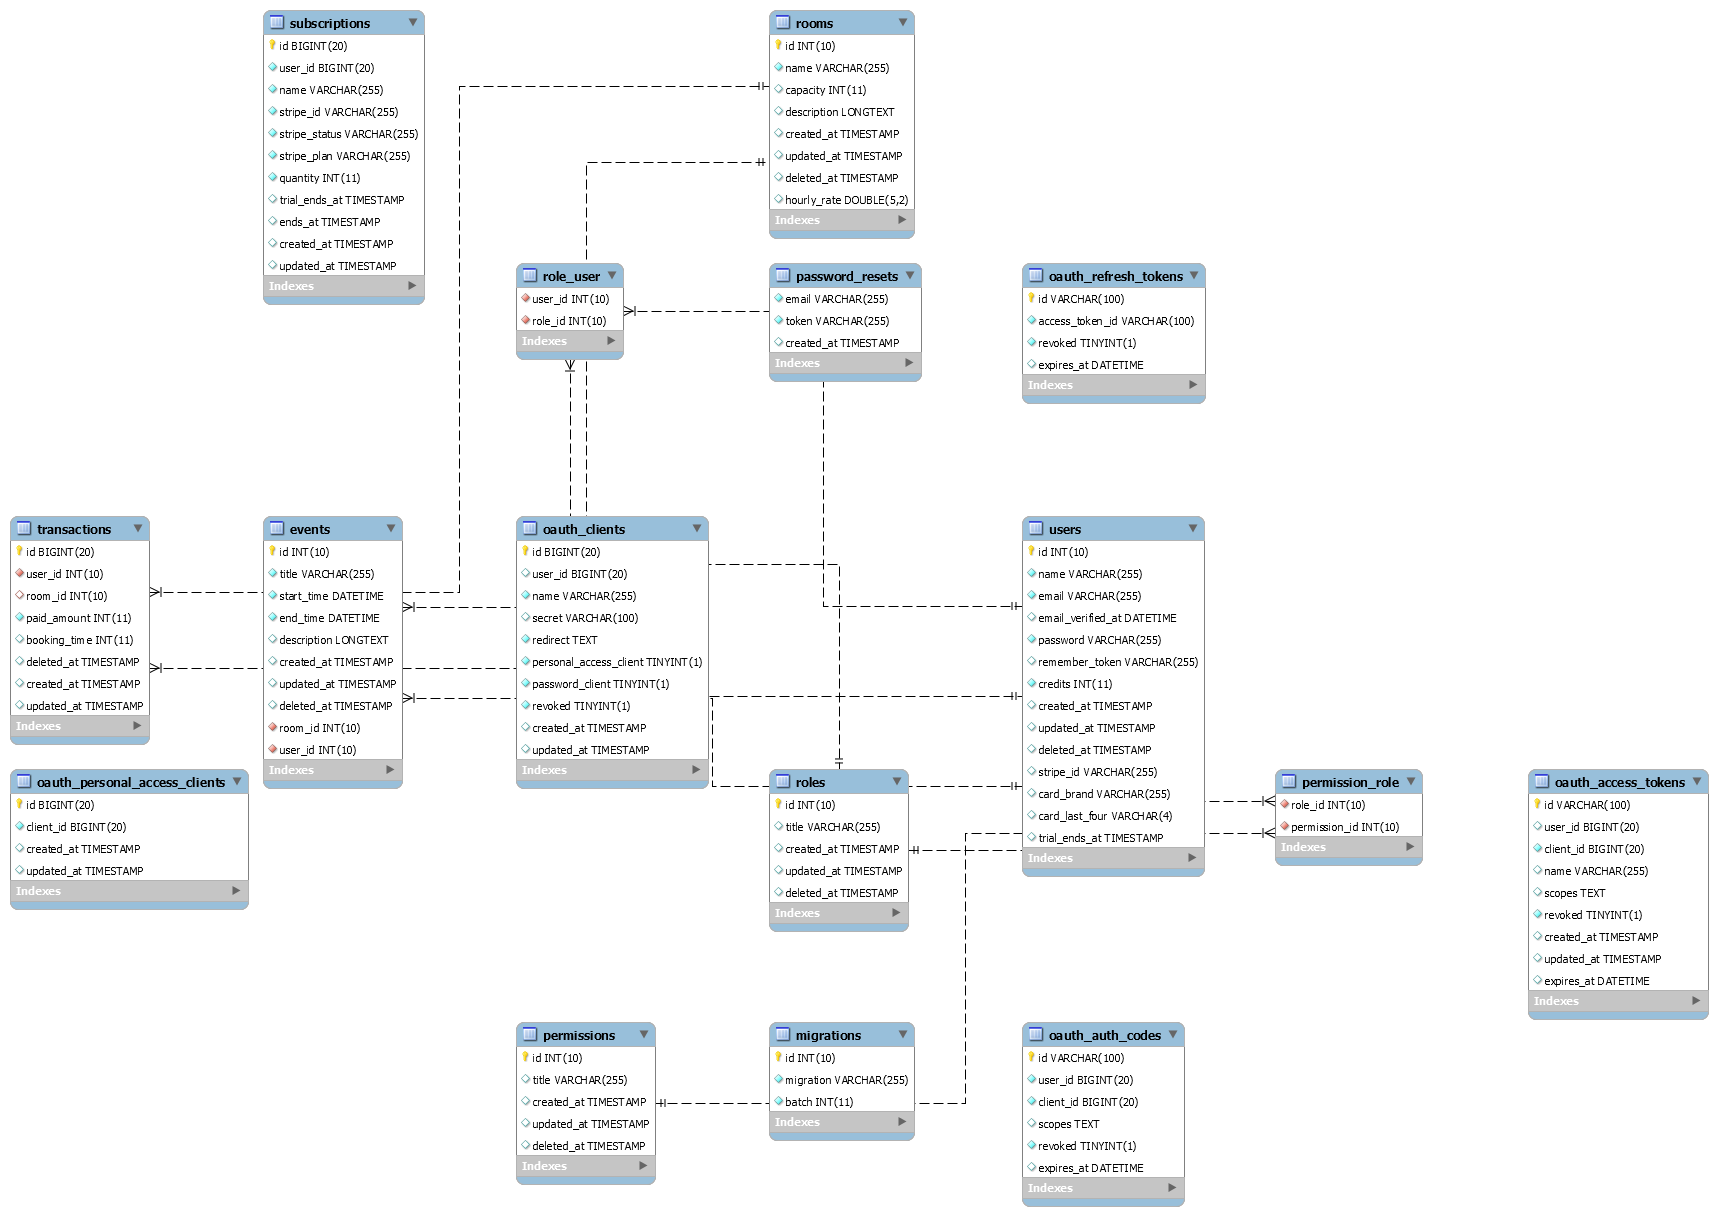 subscriptions
id BIGINT(20)
user_id BIGINT(20)
name VARCHAR(255)
stripe_id VARCHAR(255)
stripe_status VARCHAR(255)
stripe_plan VARCHAR(255)
quantity INT(11)
trial_ends_at TIMESTAMP
ends_at TIMESTAMP
created_at TIMESTAMP
updated_at TIMESTAMP
Indexes
rooms
id INT(10)
name VARCHAR(255)
capacity INT(11)
description LONGTEXT
created_at TIMESTAMP
updated_at TIMESTAMP
deleted_at TIMESTAMP
hourly_rate DOUBLE(5,2)
Indexes
role_user
user_id INT(10)
role_id INT(10)
Indexes
password_resets
email VARCHAR(255)
token VARCHAR(255)
created_at TIMESTAMP
Indexes
oauth_refresh_tokens
id VARCHAR(100)
access_token_id VARCHAR(100)
revoked TINYINT(1)
expires_at DATETIME
Indexes
transactions
id BIGINT(20)
user_id INT(10)
room_id INT(10)
paid_amount INT(11)
booking_time INT(11)
deleted_at TIMESTAMP
created_at TIMESTAMP
updated_at TIMESTAMP
Indexes
events
id INT(10)
title VARCHAR(255)
start_time DATETIME
end_time DATETIME
description LONGTEXT
created_at TIMESTAMP
updated_at TIMESTAMP
deleted_at TIMESTAMP
room_id INT(10)
user_id INT(10)
Indexes
oauth_clients
id BIGINT(20)
user_id BIGINT(20)
name VARCHAR(255)
secret VARCHAR(100)
redirect TEXT
personal_access_client TINYINT(1)
password_client TINYINT(1)
revoked TINYINT(1)
created_at TIMESTAMP
updated_at TIMESTAMP
Indexes
users
id INT(10)
name VARCHAR(255)
email VARCHAR(255)
email_verified_at DATETIME
password VARCHAR(255)
remember_token VARCHAR(255)
credits INT(11)
created_at TIMESTAMP
updated_at TIMESTAMP
deleted_at TIMESTAMP
stripe_id VARCHAR(255)
card_brand VARCHAR(255)
card_last_four VARCHAR(4)
trial_ends_at TIMESTAMP
Indexes
oauth_personal_access_clients
id BIGINT(20)
client_id BIGINT(20)
created_at TIMESTAMP
updated_at TIMESTAMP
Indexes
roles
id INT(10)
title VARCHAR(255)
created_at TIMESTAMP
updated_at TIMESTAMP
deleted_at TIMESTAMP
Indexes
permission_role
role_id INT(10)
permission_id INT(10)
Indexes
oauth_access_tokens
id VARCHAR(100)
user_id BIGINT(20)
client_id BIGINT(20)
name VARCHAR(255)
scopes TEXT
revoked TINYINT(1)
created_at TIMESTAMP
updated_at TIMESTAMP
expires_at DATETIME
Indexes
permissions
id INT(10)
title VARCHAR(255)
created_at TIMESTAMP
updated_at TIMESTAMP
deleted_at TIMESTAMP
Indexes
migrations
id INT(10)
migration VARCHAR(255)
batch INT(11)
Indexes
oauth_auth_codes
id VARCHAR(100)
user_id BIGINT(20)
client_id BIGINT(20)
scopes TEXT
revoked TINYINT(1)
expires_at DATETIME
Indexes